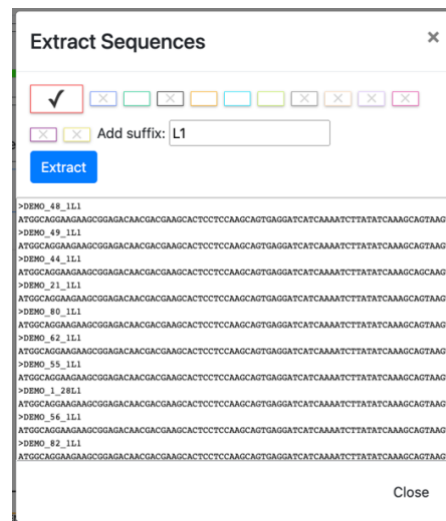 Extract Sequences ×
✓
Add suffix: L1
Extract
>DEMO_48_1L1
ATGGCAGGAAGAAGCGGAGACAACGACGAAGCACTCCTCCAAGCAGTGAGGATCATCAAAATCTTATATCAAAGCAGTAAG
>DEMO_49_1L1
ATGGCAGGAAGAAGCGGAGACAACGACGAAGCACTCCTCCAAGCAGTGAGGATCATCAAAATCTTATATCAAAGCAGTAAG
>DEMO_44_1L1
ATGGCAGGAAGAAGCGGAGACAACGACGAAGCACTCCTCCAAGCAGTGAGGATCATCAAAATCTTATATCAAAGCAGCAAG
>DEMO_21_1L1
ATGGCAGGAAGAAGCGGAGACAACGACGAAGCACTCCTCCAAGCAGTGAGGATCATCAAAATCTTATATCAAAGCAGTAAG
>DEMO_80_1L1
ATGGCAGGAAGAAGCGGAGACAACGACGAAGCACTCCTCCAAGCAGTGAGGATCATCAAAATCTTATATCAAAGCAGTAAG
>DEMO_62_1L1
ATGGCAGGAAGAAGCGGAGACAACGACGAAGCACTCCTCCAAGCAGTGAGGATCATCAAAATCTTATATCAAAGCAGTAAG
>DEMO_55_1L1
ATGGCAGGAAGAAGCGGAGACAACGACGAAGCACTCCTCCAAGCAGTGAGGATCATCAAAATCTTATATCAAAGCAGTAAG
>DEMO_1_28L1
ATGGCAGGAAGAAGCGGAGACAACGACGAAGCACTCCTCCAAGCAGTGAGGATCATCAAAATCTTATATCAAAGCAGTAAG
>DEMO_56_1L1
ATGGCAGGAAGAAGCGGAGACAACGACGAAGCACTCCTCCAAGCAGTGAGGATCATCAAAATCTTATATCAAAGCAGTAAG
>DEMO_82_1L1
ATGGCAGGAAGAAGCGGAGACAACGACGAAGCACTCCTCCAAGCAGTGAGGATCATCAAAATCTTATATCAAAGCAGTAAG
Close